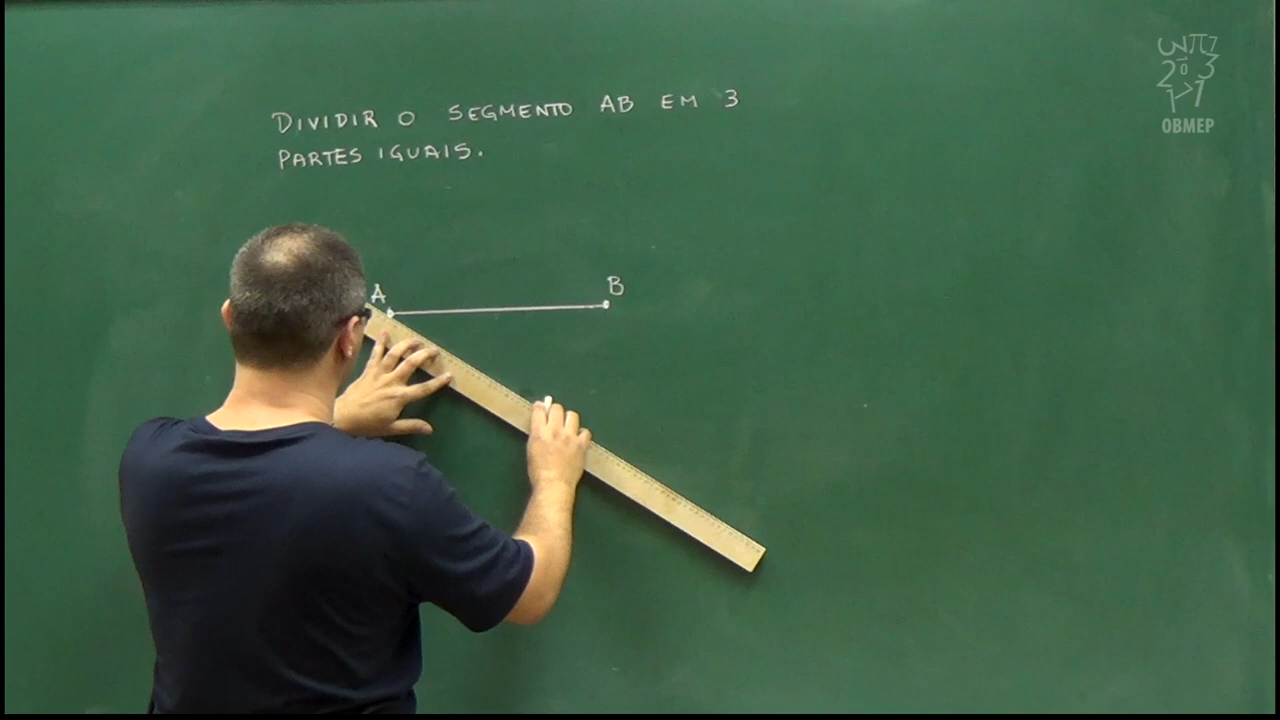 DIVIDIR O SEGMENTO AB EM 3
PARTES IGUAIS.
A
B
OBMEP